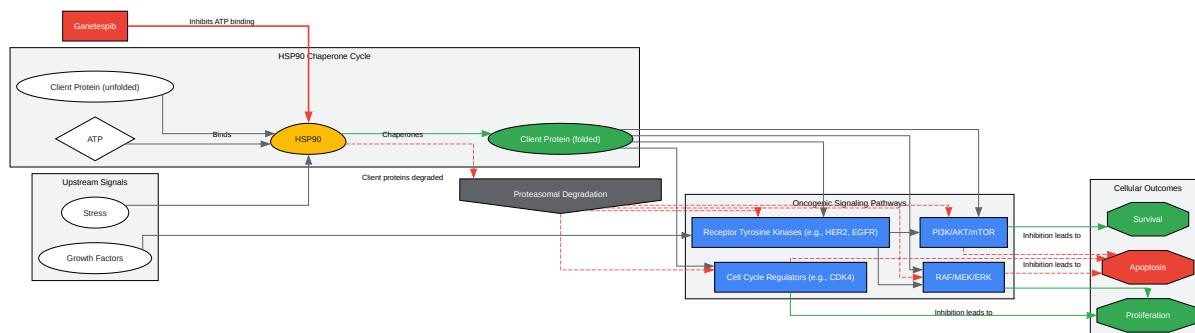 Ganetespib
Inhibits ATP binding
HSP90 Chaperone Cycle
Client Protein (unfolded)
ATP
Binds
HSP90
Chaperones
Client Protein (folded)
Client proteins degraded
Upstream Signals
Stress
Growth Factors
Proteasomal Degradation
Oncogenic Signaling Pathways
Receptor Tyrosine Kinases (e.g., HER2, EGFR)
PI3K/AKT/mTOR
Cell Cycle Regulators (e.g., CDK4)
RAF/MEK/ERK
Inhibition leads to
Inhibition leads to
Inhibition leads to
Cellular Outcomes
Survival
Apoptosis
Proliferation